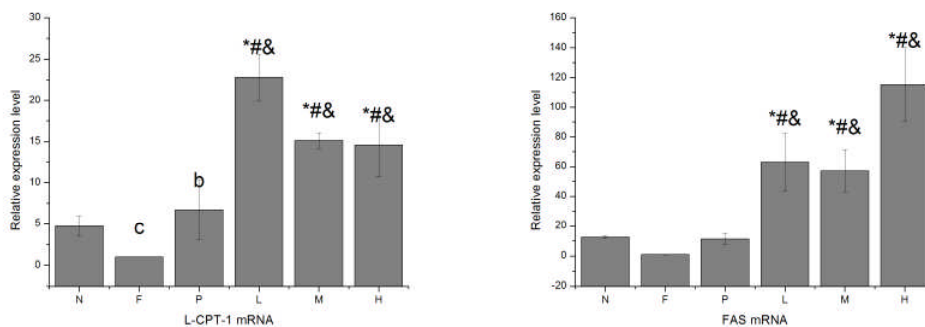 30
25
20
15
10
5
0
Relative expression level
c
b
*#&
*#&
*#&
N F P L M H
L-CPT-1 mRNA
160
140
120
100
80
60
40
20
0
-20
Relative expression level
*#&
*#&
*#&
N F P L M H
FAS mRNA